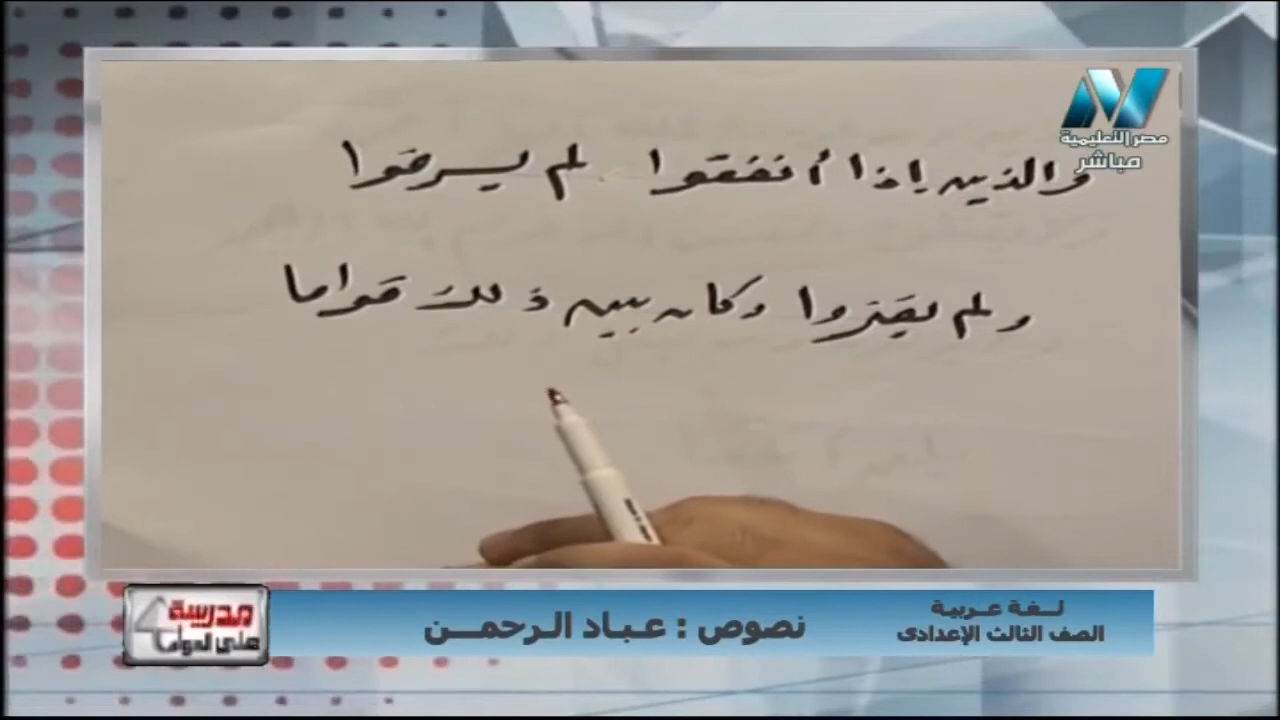 مصر التعليمية
مباشر
والذين إذا أنفقوا لم يسرفوا
ولم يقتروا وكان بين ذلك قواما
لغة عربية
الصف الثالث الإعدادى
نصوص : عباد الرحمن
مدرسة
على الهواء